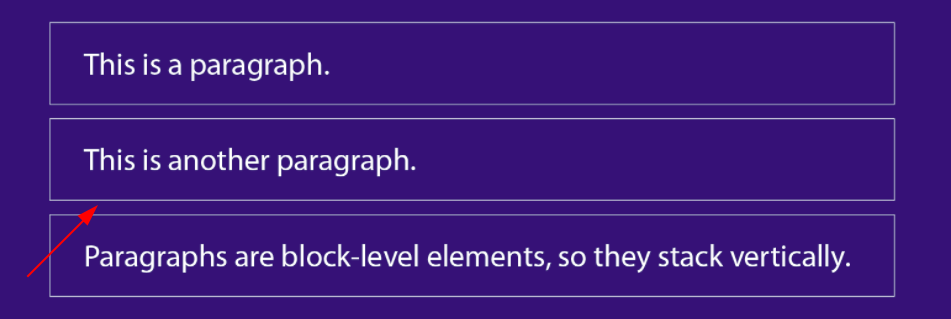 This is a paragraph.
This is another paragraph.
Paragraphs are block-level elements, so they stack vertically.